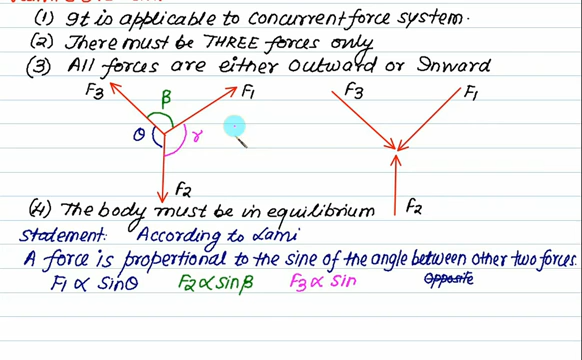 (1) It is applicable to concurrent force system.
(2) There must be THREE forces only
(3) All forces are either outward or Inward
F3 β F1 F3 F1
θ r
F2 F2
(4) The body must be in equilibrium
Statement: According to Lami
A force is propertional to the sine of the angle between other two forces.
F1 ∝ sinθ F2 ∝ sinβ F3 ∝ sin Opposite